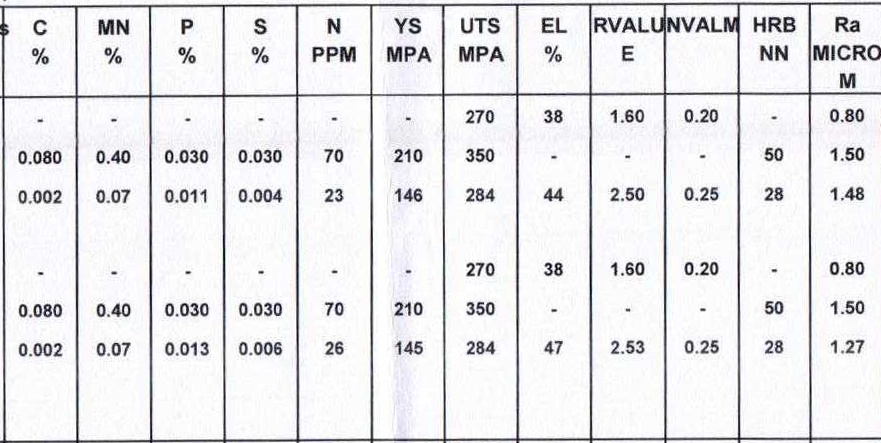 s C MN P S N YS UTS EL RVALU NVALM HRB Ra
% % % % PPM MPA MPA % E NN MICRO
M
- - - - - - 270 38 1.60 0.20 - 0.80
0.080 0.40 0.030 0.030 70 210 350 - - - 50 1.50
0.002 0.07 0.011 0.004 23 146 284 44 2.50 0.25 28 1.48
- - - - - - 270 38 1.60 0.20 - 0.80
0.080 0.40 0.030 0.030 70 210 350 - - - 50 1.50
0.002 0.07 0.013 0.006 26 145 284 47 2.53 0.25 28 1.27